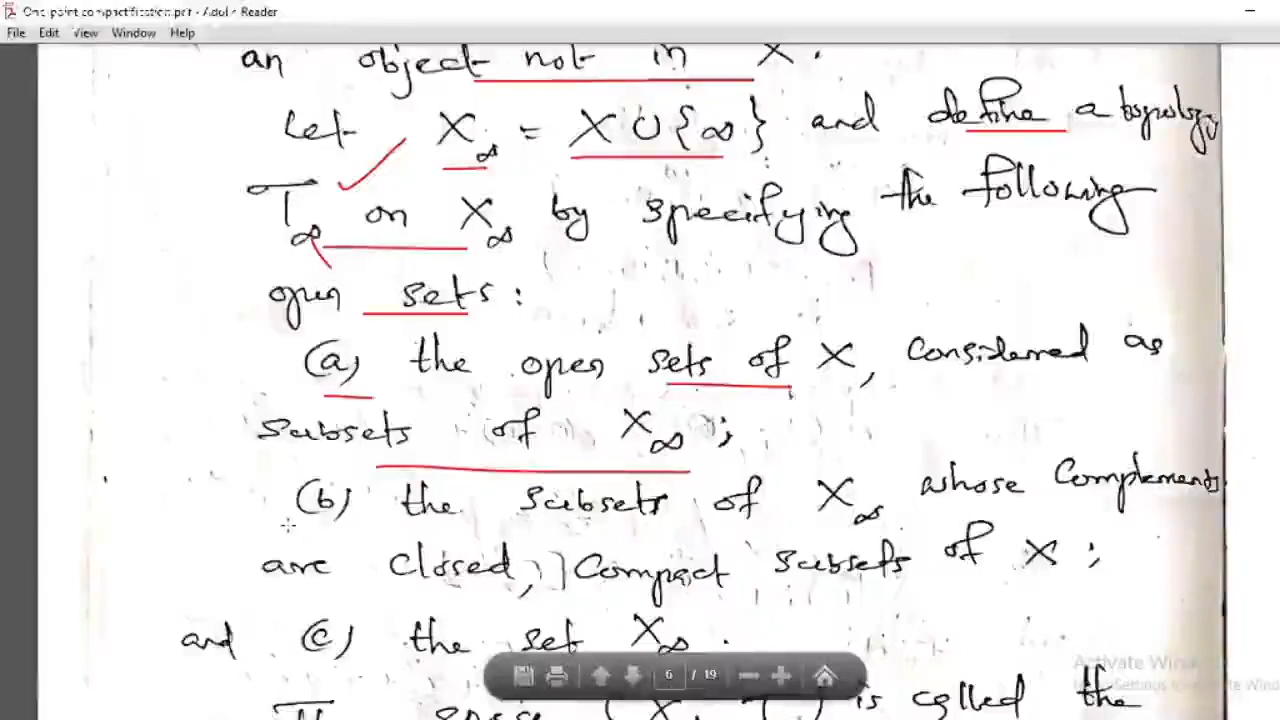 One point compactification.pdf - Adobe Reader
File Edit View Window Help
an object not in X.
Let X∞ = X ∪ {∞} and define a topology
T∞ on X∞ by specifying the following
open sets:
(a) the open sets of X, considered as
subsets of X∞;
(b) the subsets of X∞ whose complements
are closed, compact subsets of X;
and (c) the set X∞.
6 / 19
Activate Win
is called the